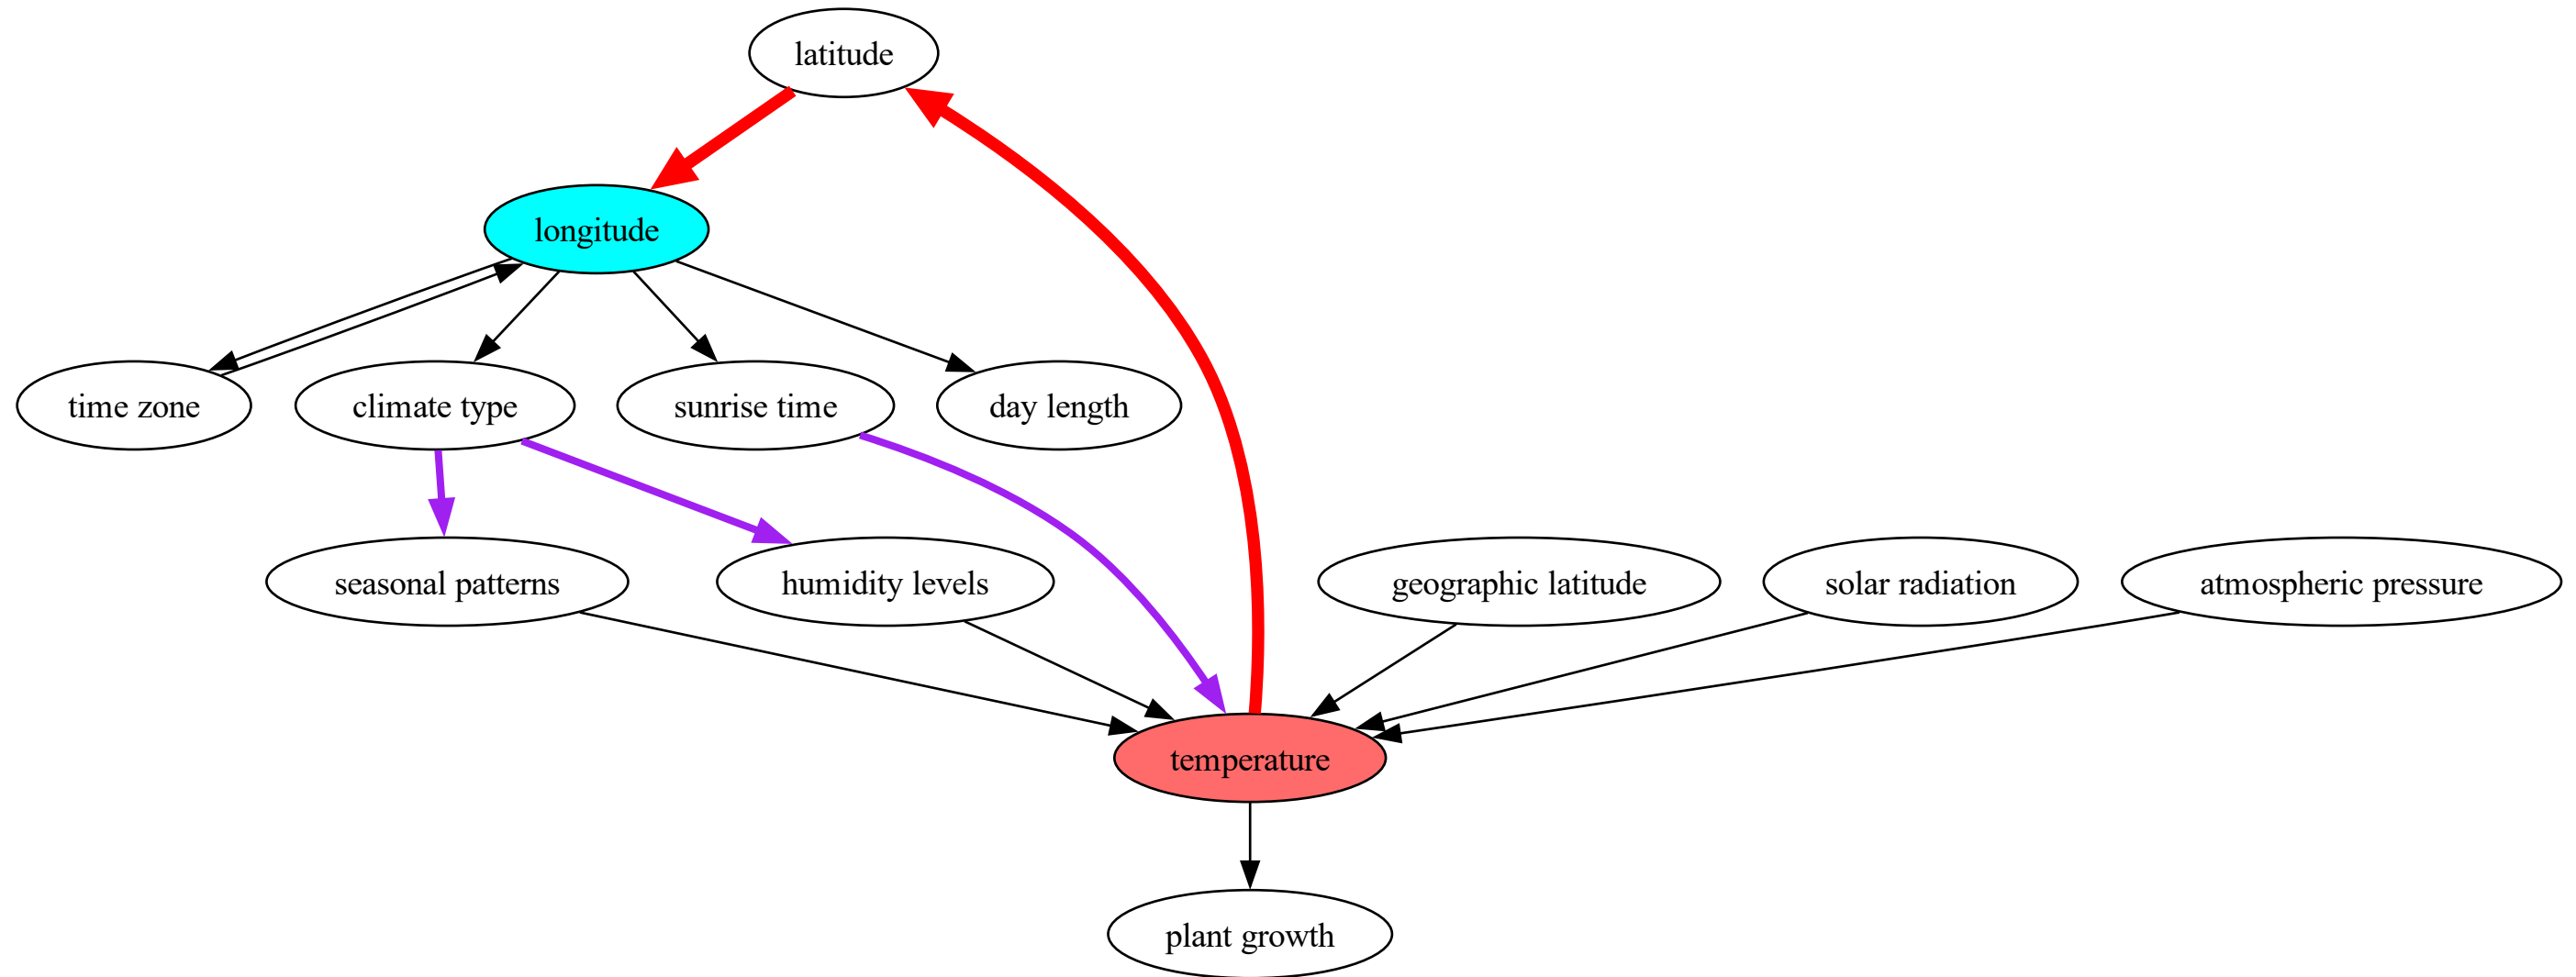 latitude
longitude
time zone
climate type
sunrise time
day length
seasonal patterns
humidity levels
geographic latitude
solar radiation
atmospheric pressure
temperature
plant growth